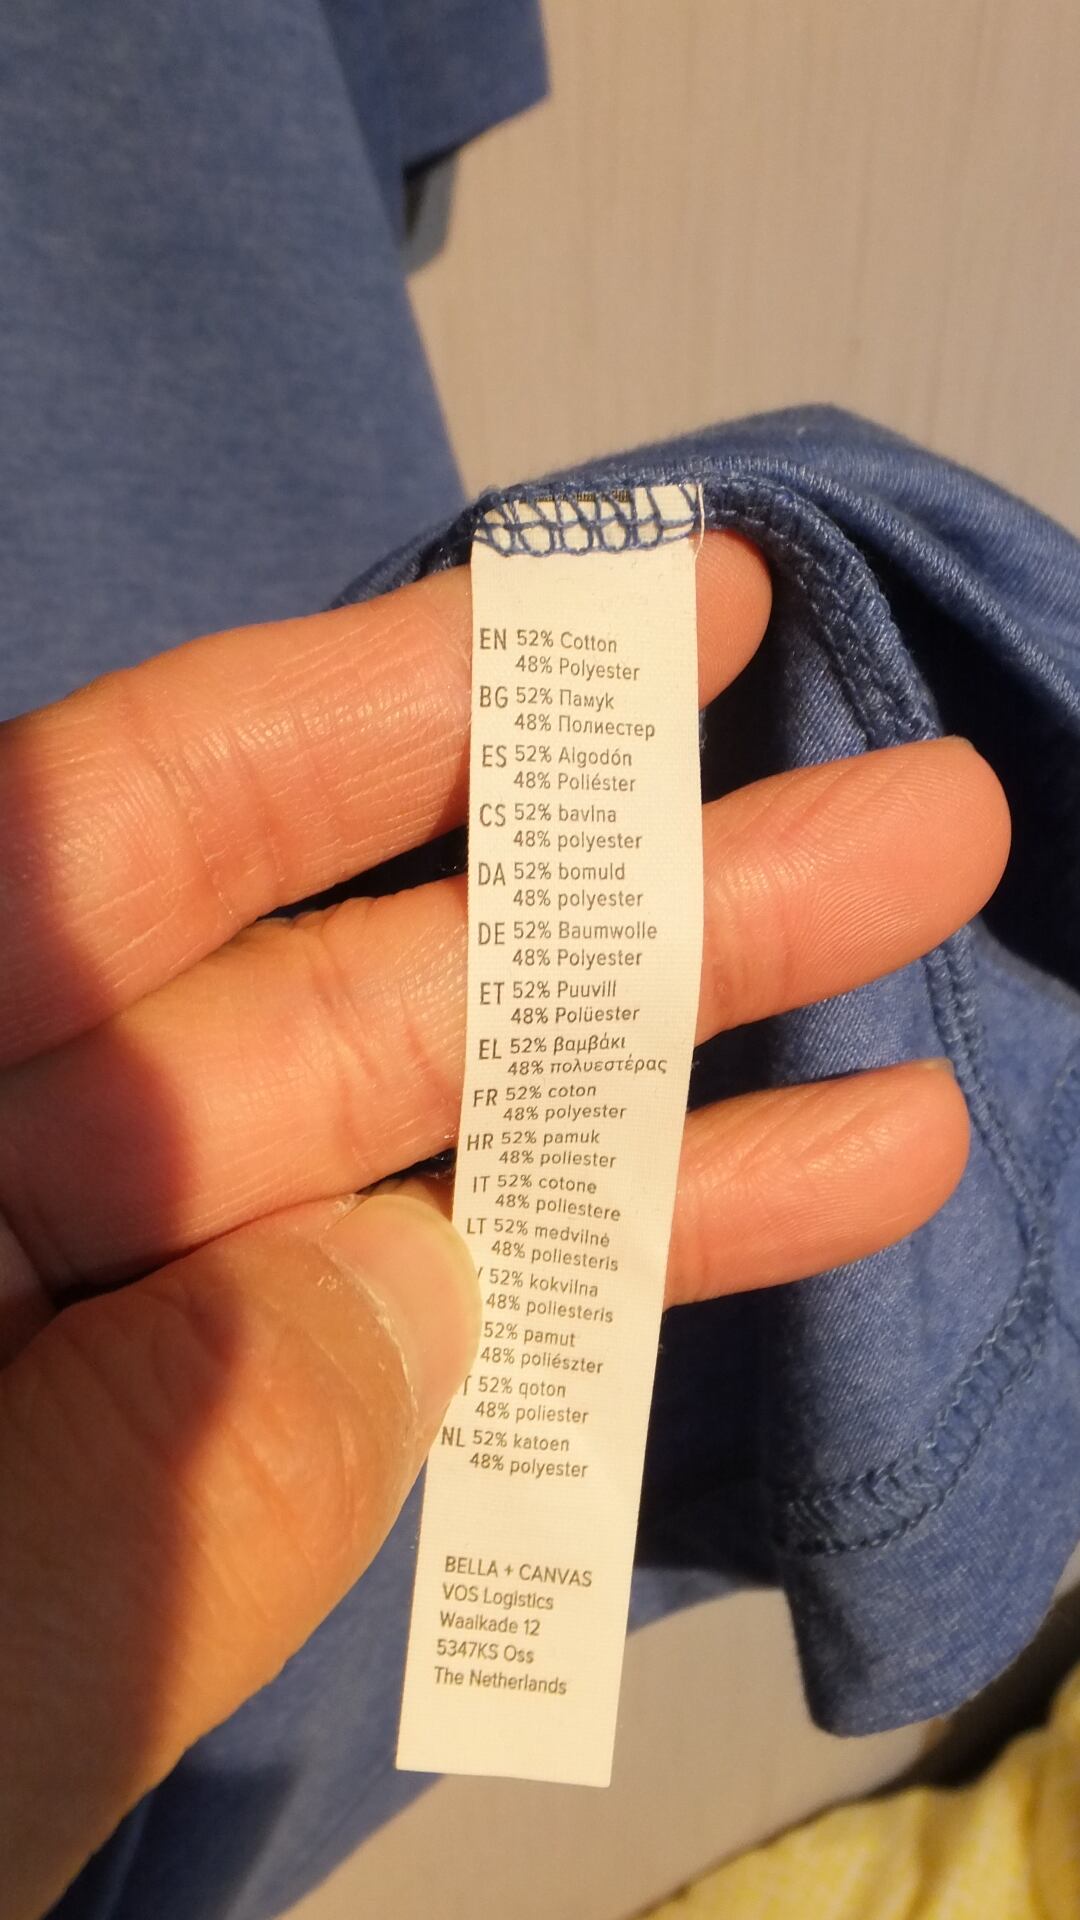 EN 52% Cotton
48% Polyester
BG 52% Памук
48% Полиестер
ES 52% Algodón
48% Poliéster
CS 52% bavlna
48% polyester
DA 52% bomuld
48% polyester
DE 52% Baumwolle
48% Polyester
ET 52% Puuvill
48% Polüester
EL 52% βαμβάκι
48% πολυεστέρας
FR 52% coton
48% polyester
HR 52% pamuk
48% poliester
IT 52% cotone
48% poliestere
LT 52% medvilnė
48% poliesteris
52% kokvilna
48% poliesteris
52% pamut
48% poliészter
52% qoton
48% poliester
NL 52% katoen
48% polyester
BELLA + CANVAS
VOS Logistics
Waalkade 12
5347KS Oss
The Netherlands